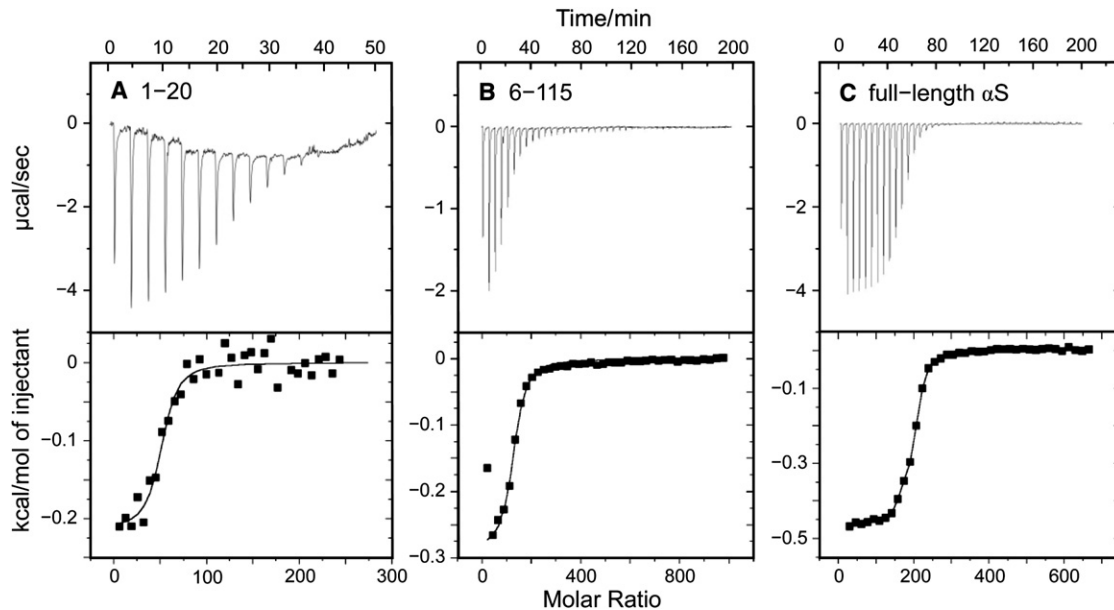 Time/min
0 10 20 30 40 50
0 40 80 120 160 200
0 40 80 120 160 200
A 1−20
B 6−115
C full-length αS
µcal/sec
0
−2
−4
0
−1
−2
0
−2
−4
kcal/mol of injectant
0
−0.1
−0.2
0
−0.1
−0.2
−0.3
−0.1
−0.3
−0.5
0 100 200 300
0 400 800
0 200 400 600
Molar Ratio